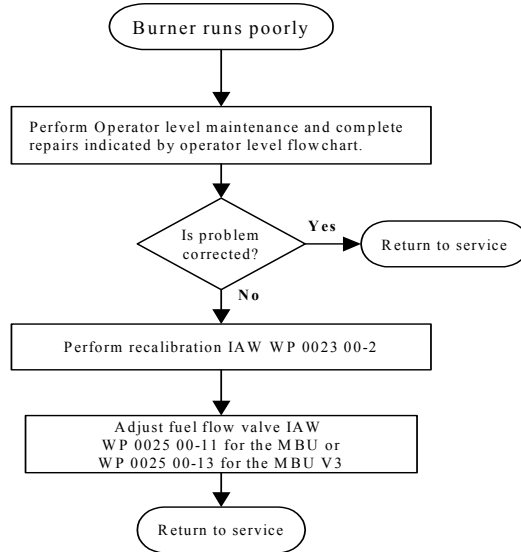 Burner runs poorly
Perform Operator level maintenance and complete
repairs indicated by operator level flowchart.
Is problem
corrected?
Yes
Return to service
No
Perform recalibration IAW WP 0023 00-2
Adjust fuel flow valve IAW
WP 0025 00-11 for the MBU or
WP 0025 00-13 for the MBU V3
Return to service